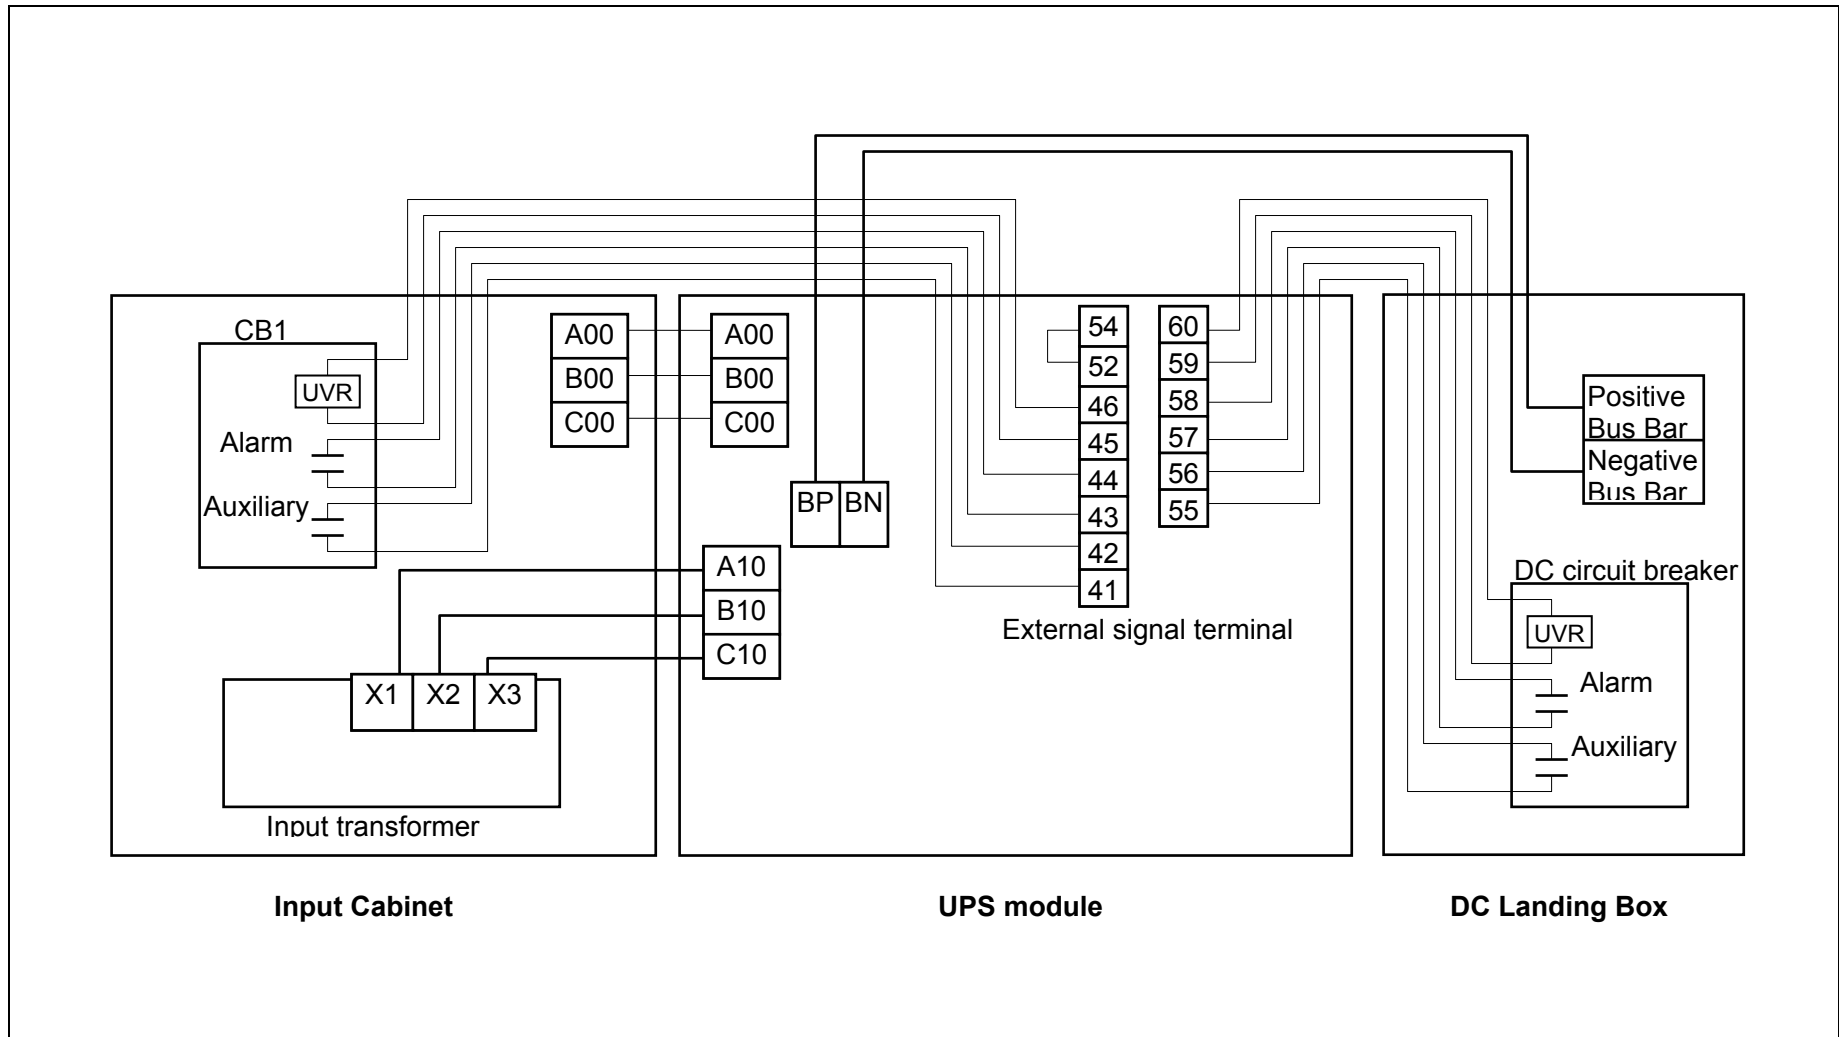 CB1
UVR
Alarm
Auxiliary
A00
B00
C00
A00
B00
C00
BP BN
A10
B10
C10
X1 X2 X3
Input transformer
54
52
46
45
44
43
42
41
60
59
58
57
56
55
External signal terminal
Positive
Bus Bar
Negative
Bus Bar
DC circuit breaker
UVR
Alarm
Auxiliary
Input Cabinet
UPS module
DC Landing Box